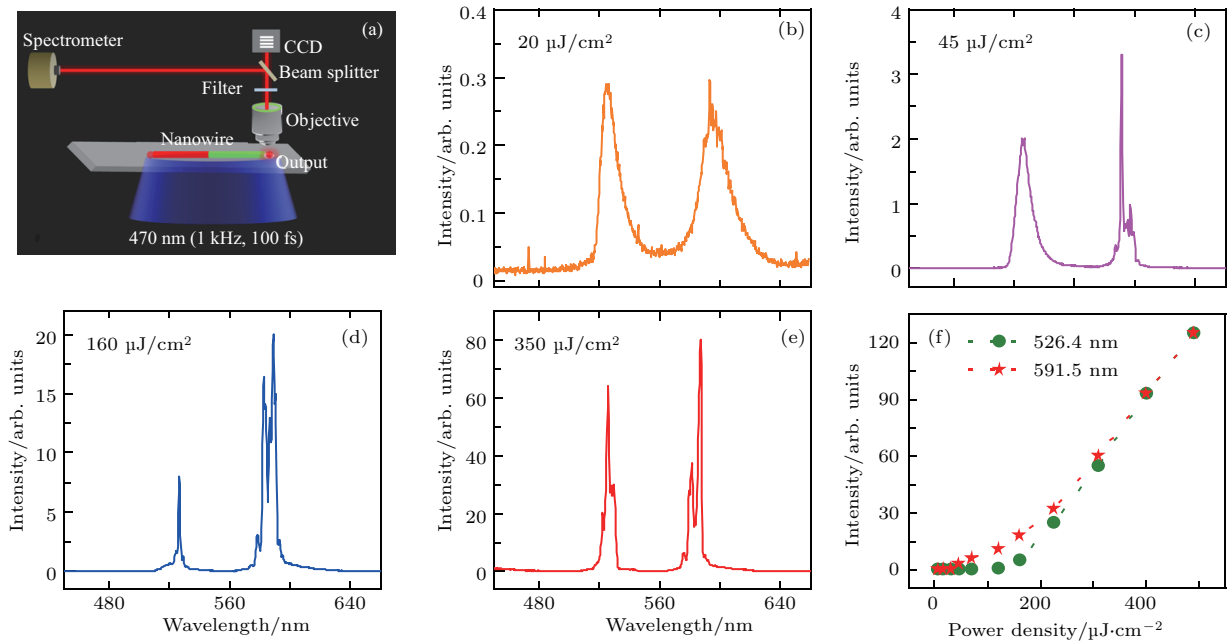 (a)
CCD
Spectrometer
Beam splitter
Filter
Objective
Nanowire
Output
470 nm (1 kHz, 100 fs)
(b)
20 µJ/cm²
0.4
0.3
0.2
0.1
0
Intensity/arb. units
(c)
45 µJ/cm²
4
3
2
1
0
Intensity/arb. units
(d)
160 µJ/cm²
20
15
10
5
0
Intensity/arb. units
480
560
640
Wavelength/nm
(e)
350 µJ/cm²
80
60
40
20
0
Intensity/arb. units
480
560
640
Wavelength/nm
(f)
526.4 nm
591.5 nm
120
90
60
30
0
Intensity/arb. units
0
200
400
Power density/µJ·cm⁻²